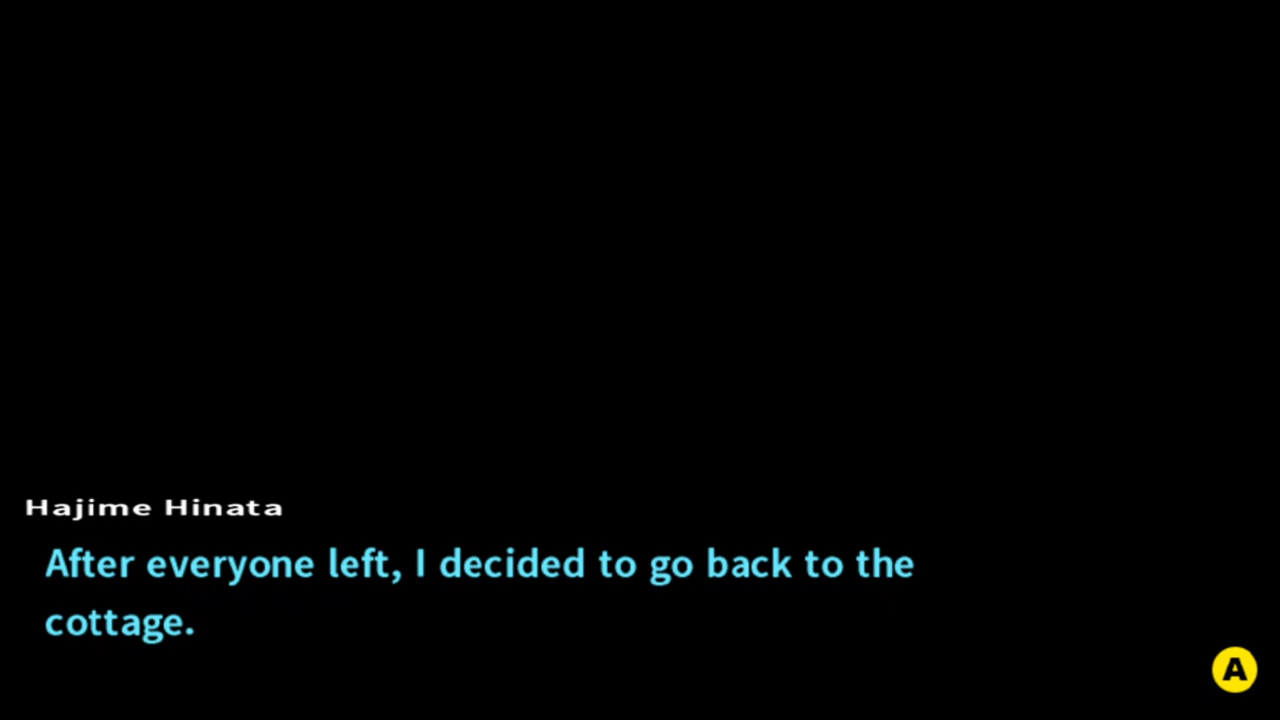 Hajime Hinata
After everyone left, I decided to go back to the
cottage.
A